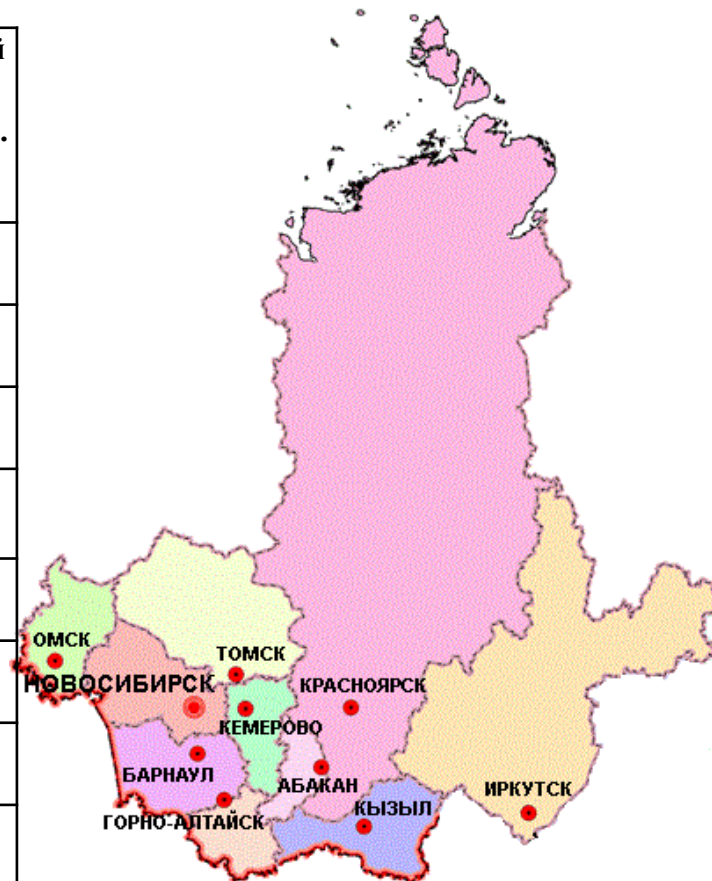 й
.
ОМСК
ТОМСК
НОВОСИБИРСК
КРАСНОЯРСК
КЕМЕРОВО
БАРНАУЛ
АБАКАН
ИРКУТСК
КЫЗЫЛ
ГОРНО-АЛТАЙСК